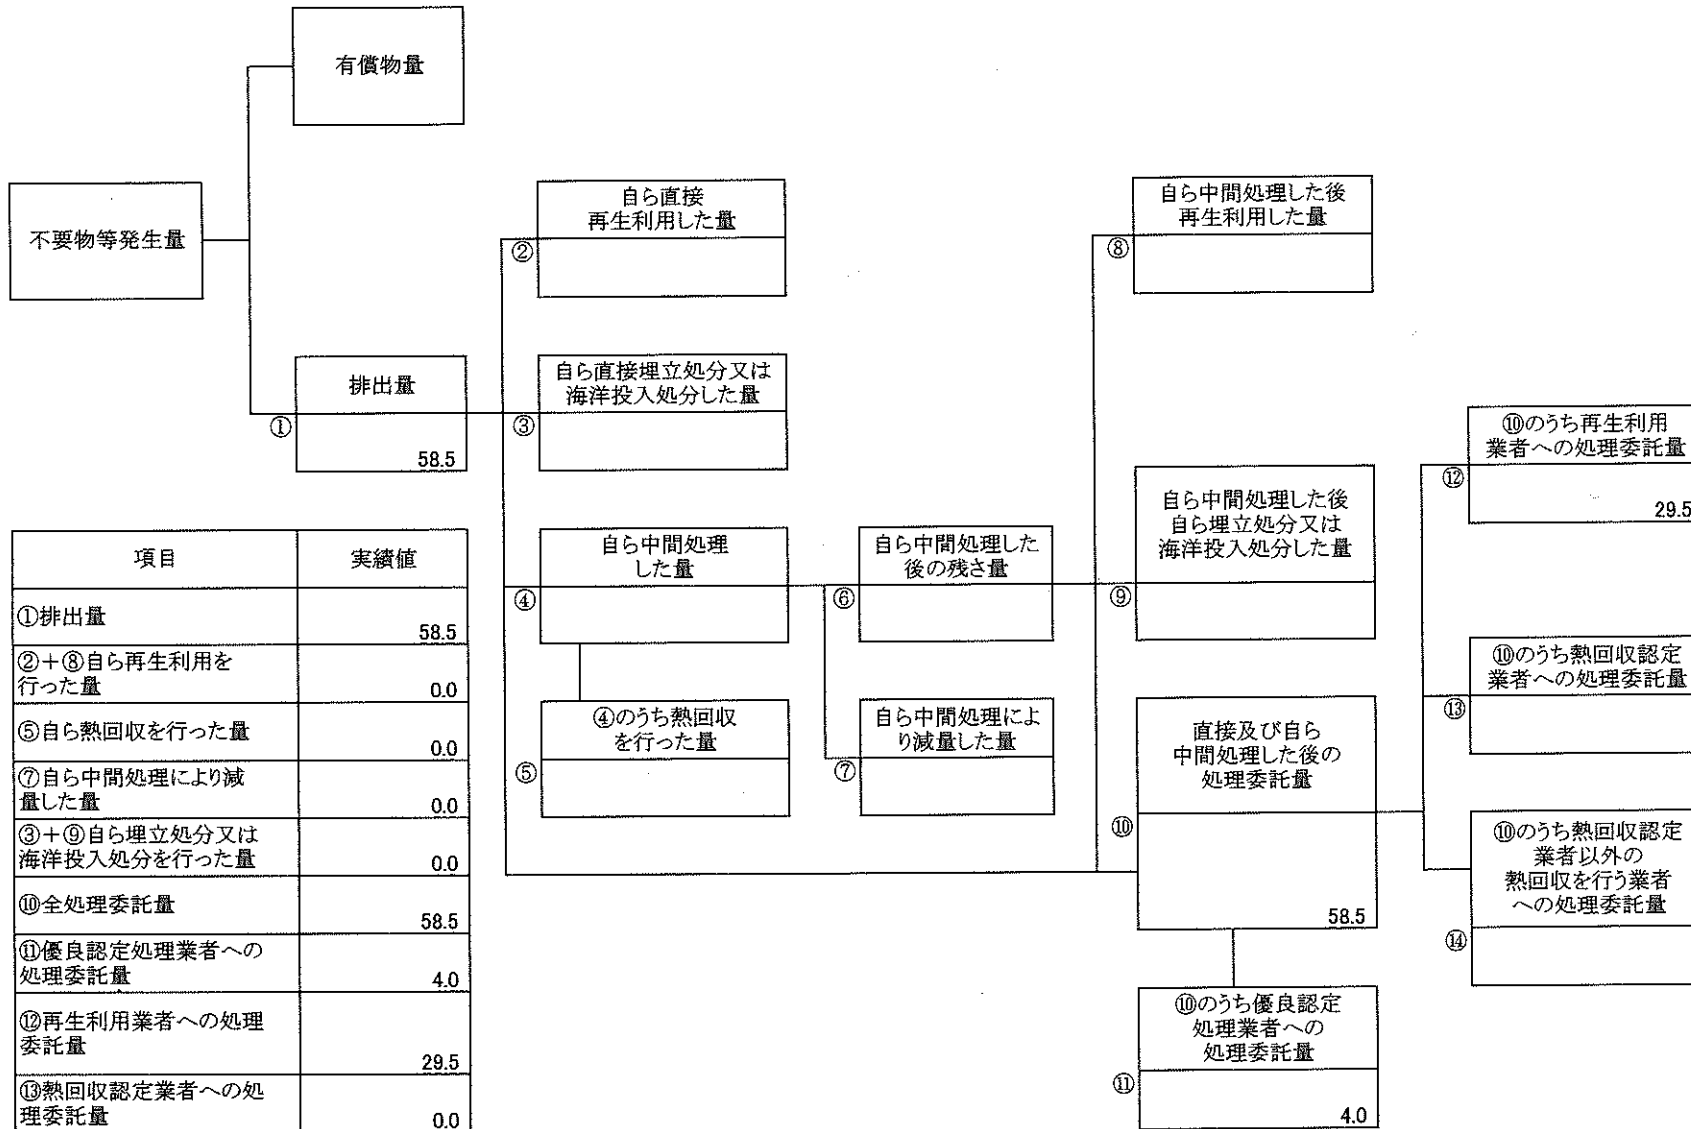 有償物量
不要物等発生量
自ら直接
再生利用した量
②
自ら中間処理した後
再生利用した量
⑧
排出量
①
58.5
自ら直接埋立処分又は
海洋投入処分した量
③
⑩のうち再生利用
業者への処理委託量
⑫
29.5
自ら中間処理
した量
④
自ら中間処理した
後の残さ量
⑥
自ら中間処理した後
自ら埋立処分又は
海洋投入処分した量
⑨
⑩のうち熱回収認定
業者への処理委託量
⑬
④のうち熱回収
を行った量
⑤
自ら中間処理によ
り減量した量
⑦
直接及び自ら
中間処理した後の
処理委託量
⑩
58.5
⑩のうち熱回収認定
業者以外の
熱回収を行う業者
への処理委託量
⑭
⑩のうち優良認定
処理業者への
処理委託量
⑪
4.0
項目 実績値
①排出量
58.5
②+⑧自ら再生利用を
行った量 0.0
⑤自ら熱回収を行った量
0.0
⑦自ら中間処理により減
量した量 0.0
③+⑨自ら埋立処分又は
海洋投入処分を行った量 0.0
⑩全処理委託量
58.5
⑪優良認定処理業者への
処理委託量 4.0
⑫再生利用業者への処理
委託量
29.5
⑬熱回収認定業者への処
理委託量 0.0